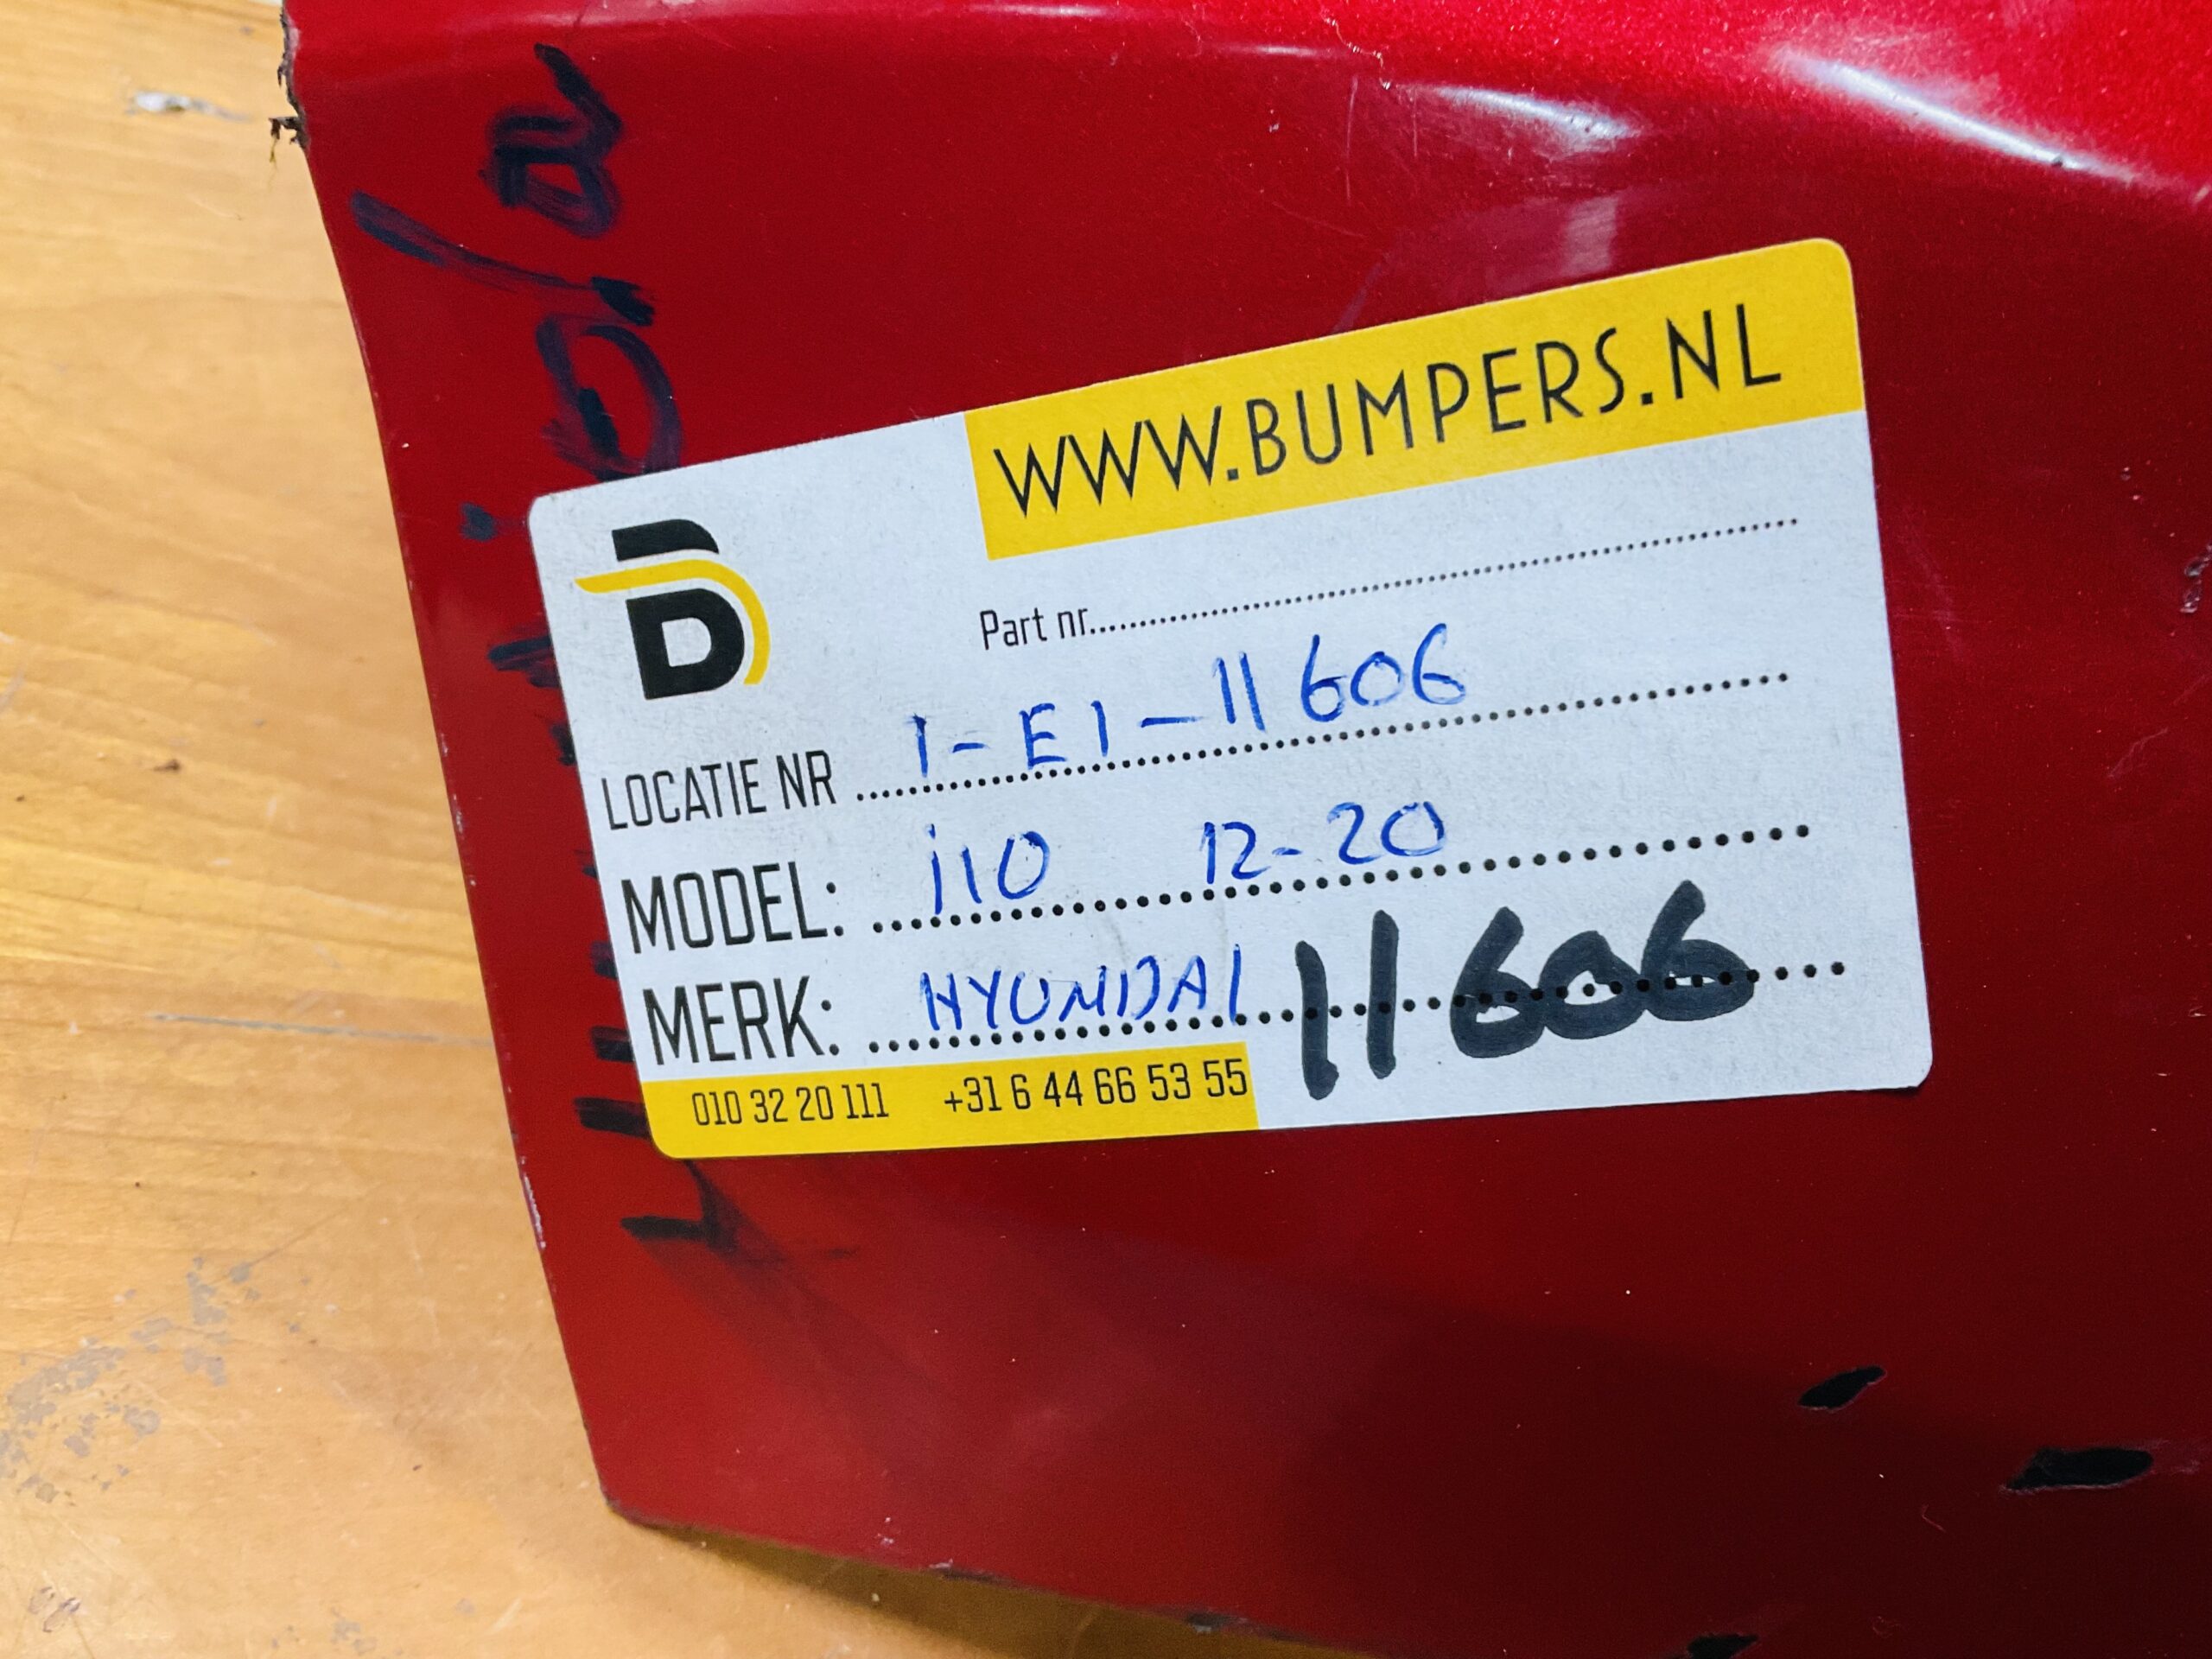 WWW.BUMPERS.NL
B
Part nr.
LOCATIE NR 1-E1-11606
MODEL: i10 12-20
MERK: HYUNDAI 11606
010 32 20 111 +31 6 44 66 53 55